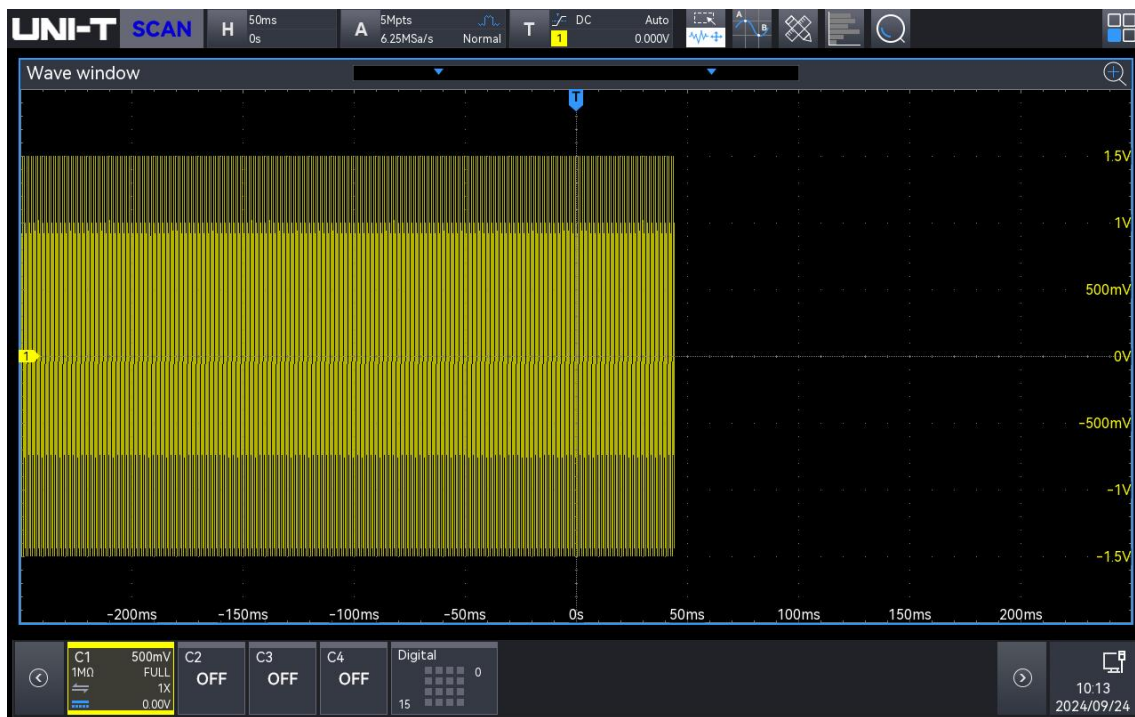 UNI-T SCAN H 50ms 0s A 5Mpts 6.25MSa/s Normal T 1 DC Auto 0.000V A B
Wave window
T
1.5V
1V
500mV
1 0V
-500mV
-1V
-1.5V
-200ms -150ms -100ms -50ms 0s 50ms 100ms 150ms 200ms
C1 500mV C2 C3 C4 Digital
1MΩ FULL OFF OFF OFF 0
1X
0.00V 15
10:13
2024/09/24